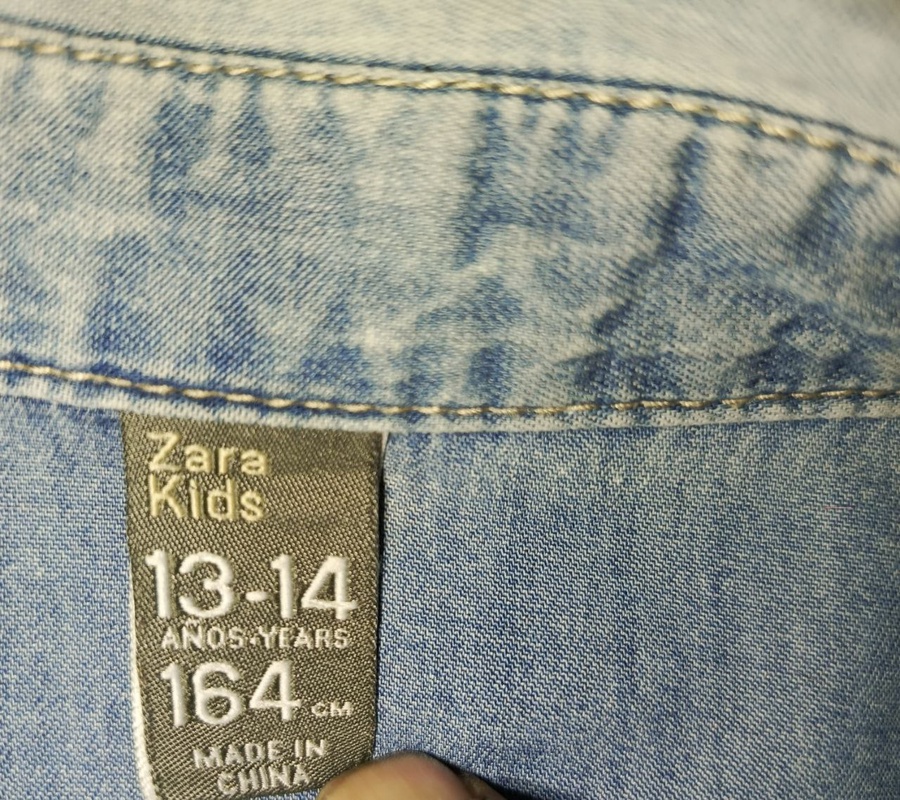 Zara
Kids
13-14
AÑOS•YEARS
164 CM
MADE IN
CHINA